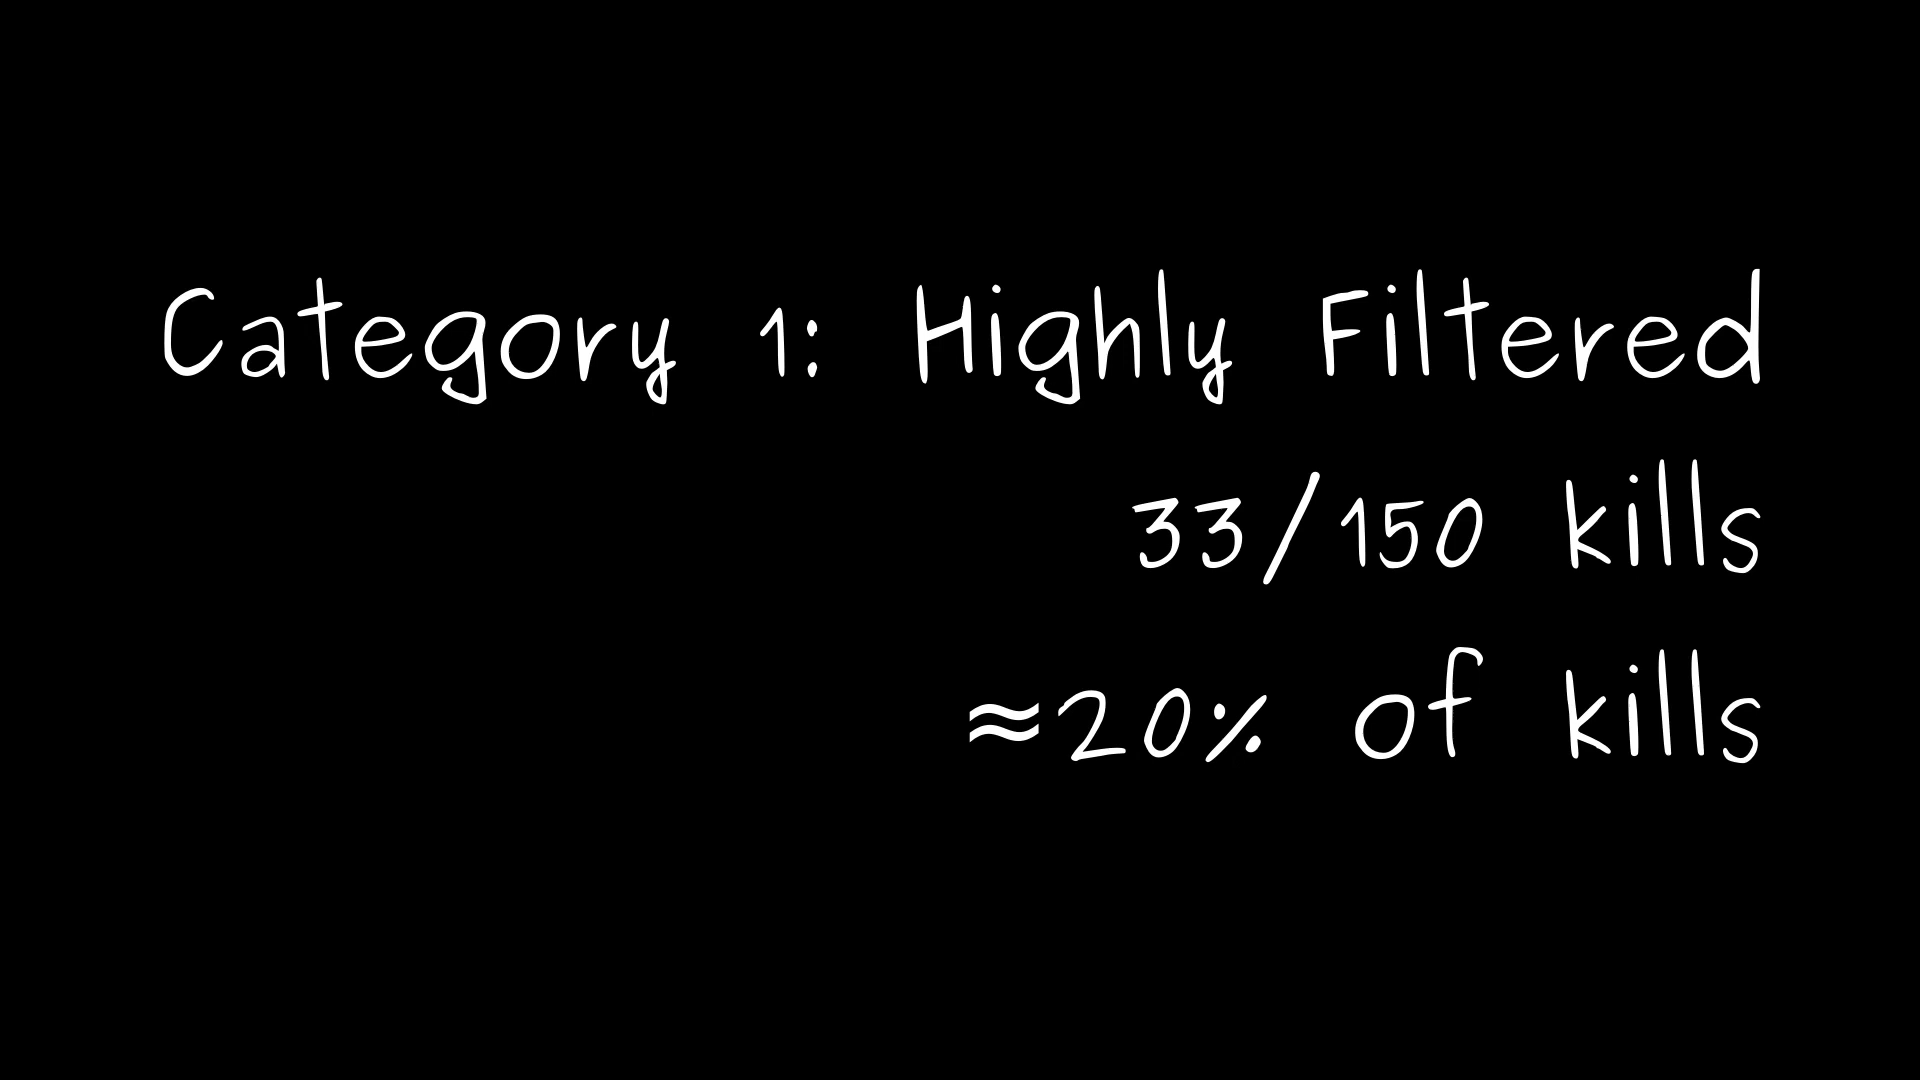 Category 1: Highly Filtered
33/150 kills
≈20% of kills